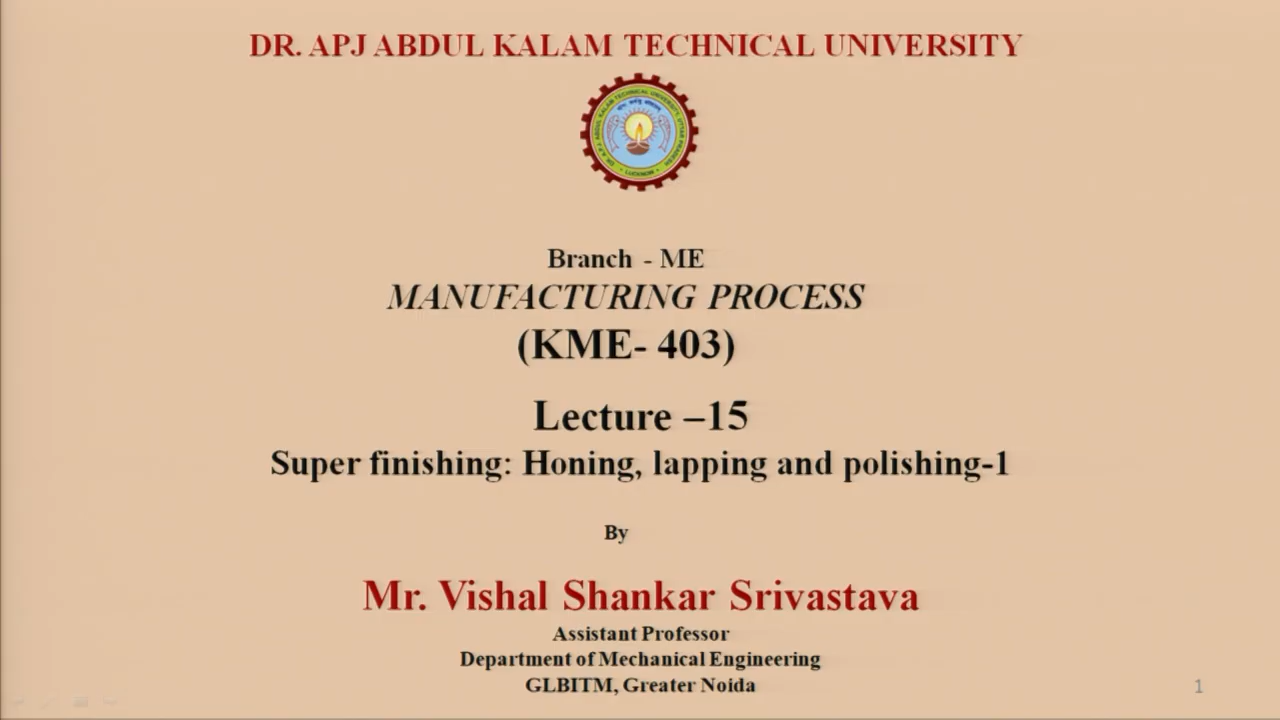 DR. APJ ABDUL KALAM TECHNICAL UNIVERSITY
Branch - ME
MANUFACTURING PROCESS
(KME- 403)
Lecture –15
Super finishing: Honing, lapping and polishing-1
By
Mr. Vishal Shankar Srivastava
Assistant Professor
Department of Mechanical Engineering
GLBITM, Greater Noida
1